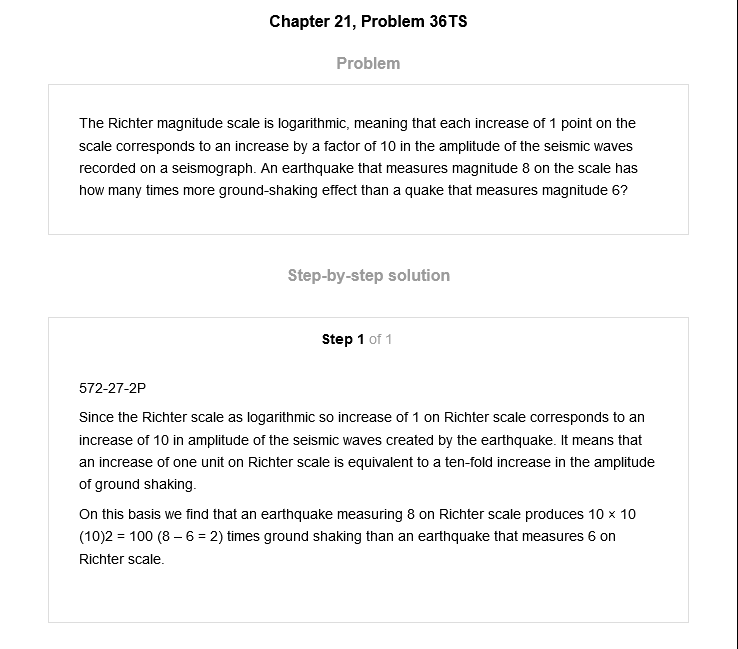 Chapter 21, Problem 36TS
Problem
The Richter magnitude scale is logarithmic, meaning that each increase of 1 point on the
scale corresponds to an increase by a factor of 10 in the amplitude of the seismic waves
recorded on a seismograph. An earthquake that measures magnitude 8 on the scale has
how many times more ground-shaking effect than a quake that measures magnitude 6?
Step-by-step solution
Step 1 of 1
572-27-2P
Since the Richter scale as logarithmic so increase of 1 on Richter scale corresponds to an
increase of 10 in amplitude of the seismic waves created by the earthquake. It means that
an increase of one unit on Richter scale is equivalent to a ten-fold increase in the amplitude
of ground shaking.
On this basis we find that an earthquake measuring 8 on Richter scale produces 10 × 10
(10)2 = 100 (8 – 6 = 2) times ground shaking than an earthquake that measures 6 on
Richter scale.